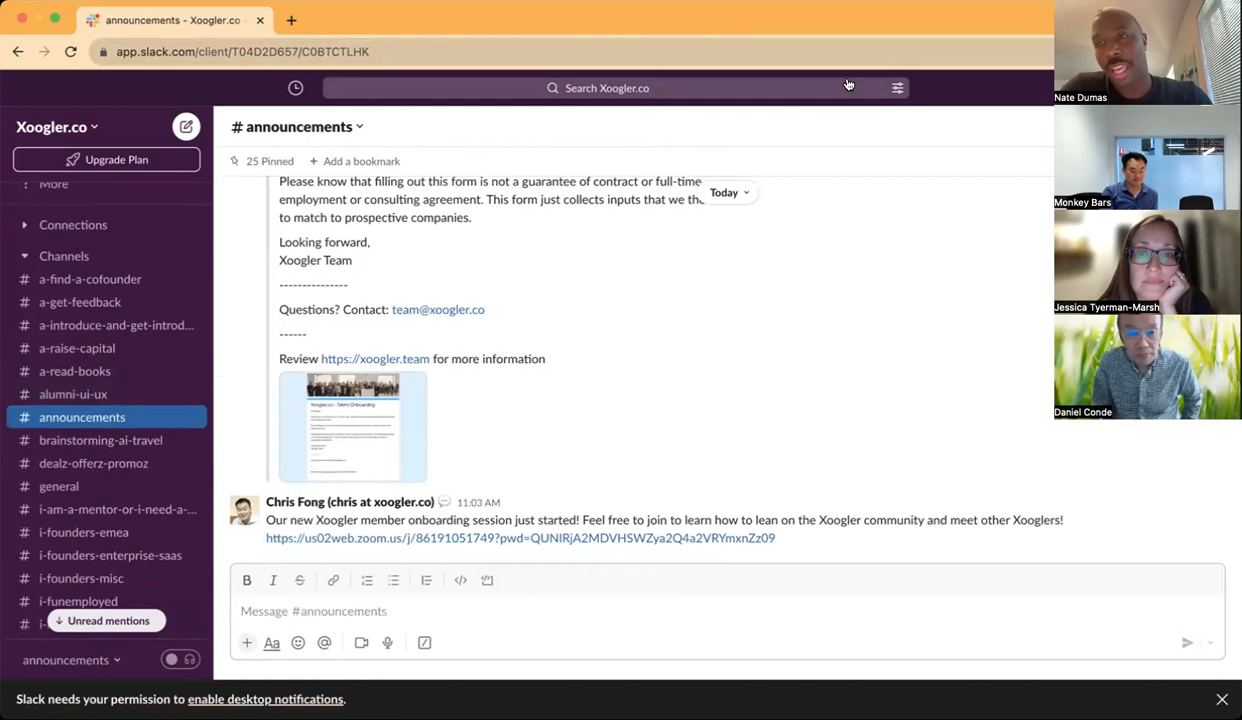 announcements - Xoogler.co
app.slack.com/client/T04D2D657/C0BTCTLHK
Search Xoogler.co
Xoogler.co
Upgrade Plan
More
Connections
Channels
# a-find-a-cofounder
# a-get-feedback
# a-introduce-and-get-introd...
# a-raise-capital
# a-read-books
# alumni-ui-ux
# announcements
# brainstorming-ai-travel
# dealz-offerz-promoz
# general
# i-am-a-mentor-or-i-need-a-...
# i-founders-emea
# i-founders-enterprise-saas
# i-founders-misc
# i-funemployed
Unread mentions
announcements
# announcements
25 Pinned
+ Add a bookmark
Today
Please know that filling out this form is not a guarantee of contract or full-time
employment or consulting agreement. This form just collects inputs that we
to match to prospective companies.
Looking forward,
Xoogler Team
---------------
Questions? Contact: team@xoogler.co
------
Review https://xoogler.team for more information
Xoogler.co - Talent Onboarding
Chris Fong (chris at xoogler.co) 11:03 AM
Our new Xoogler member onboarding session just started! Feel free to join to learn how to lean on the Xoogler community and meet other Xooglers!
https://us02web.zoom.us/j/86191051749?pwd=QUNIRjA2MDVHSWZya2Q4a2VRYmxnZz09
Message #announcements
Slack needs your permission to enable desktop notifications.
Nate Dumas
Monkey Bars
Jessica Tyerman-Marsh
Daniel Conde